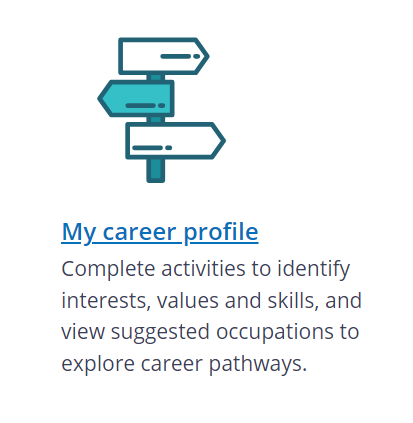 My career profile
Complete activities to identify
interests, values and skills, and
view suggested occupations to
explore career pathways.